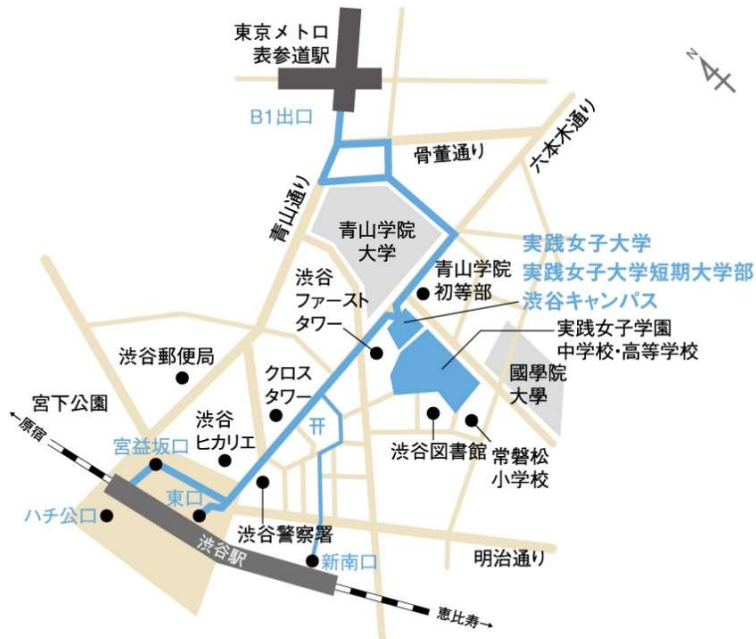 東京メトロ
表参道駅
N
B1出口
骨董通り
六本木通り
青山通り
青山学院
大学
実践女子大学
実践女子大学短期大学部
渋谷キャンパス
青山学院
初等部
渋谷
ファースト
タワー
実践女子学園
中学校・高等学校
渋谷郵便局
クロス
タワー
國學院
大學
宮下公園
←原宿
渋谷
ヒカリエ
宮益坂口
渋谷図書館
常磐松
小学校
東口
ハチ公口
渋谷警察署
渋谷駅
新南口
明治通り
恵比寿→